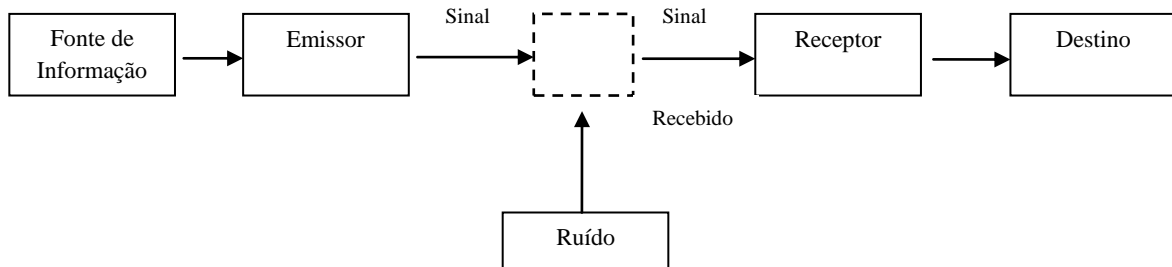 Sinal
Sinal
Fonte de
Informação
Emissor
Receptor
Destino
Recebido
Ruído